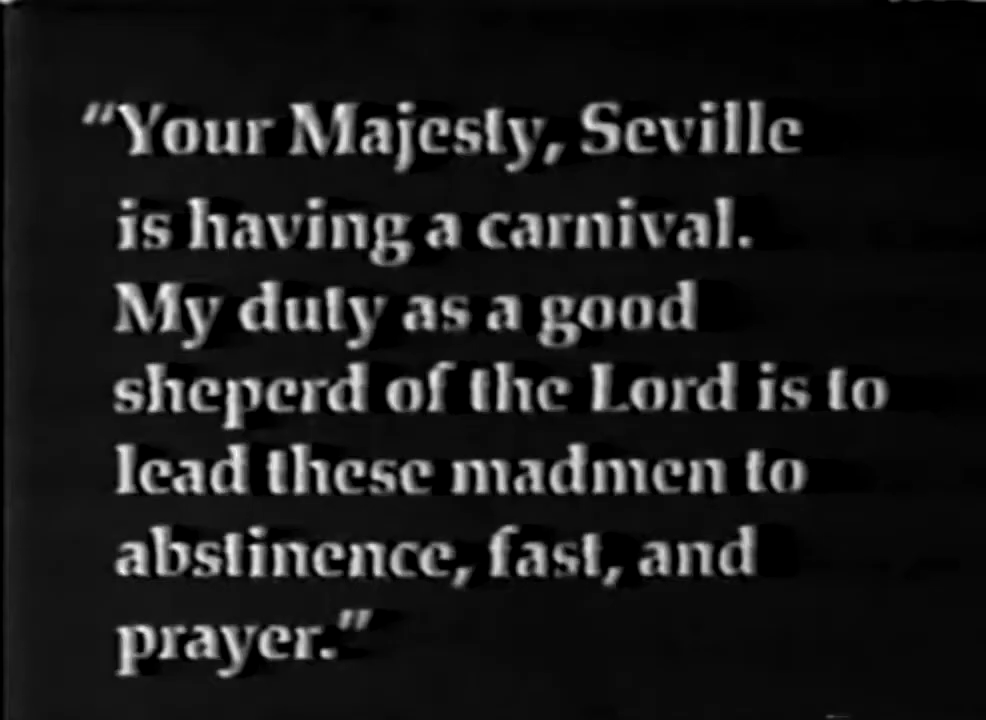 “Your Majesty, Seville
is having a carnival.
My duty as a good
sheperd of the Lord is to
lead these madmen to
abstinence, fast, and
prayer.”